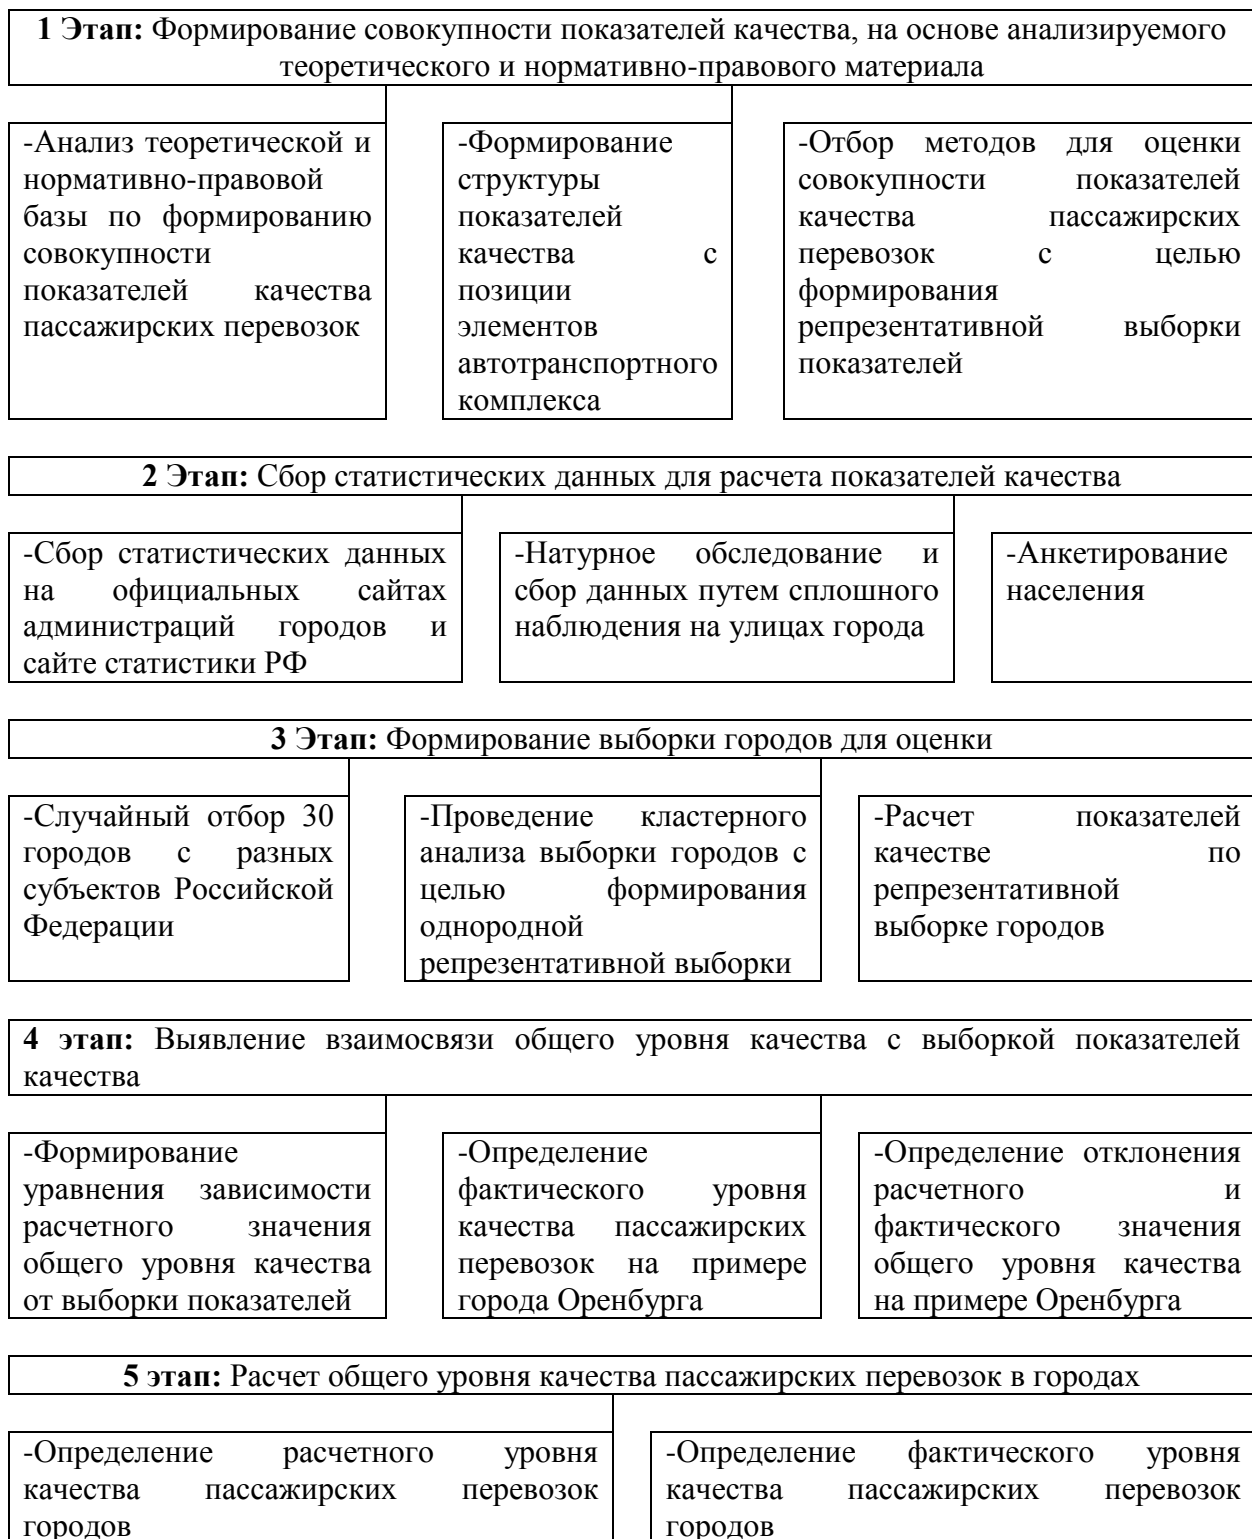 1 Этап: Формирование совокупности показателей качества, на основе анализируемого
теоретического и нормативно-правового материала
-Анализ теоретической и
нормативно-правовой
базы по формированию
совокупности
показателей качества
пассажирских перевозок
-Формирование
структуры
показателей
качества с
позиции
элементов
автотранспортного
комплекса
-Отбор методов для оценки
совокупности показателей
качества пассажирских
перевозок с целью
формирования
репрезентативной выборки
показателей
2 Этап: Сбор статистических данных для расчета показателей качества
-Сбор статистических данных
на официальных сайтах
администраций городов и
сайте статистики РФ
-Натурное обследование и
сбор данных путем сплошного
наблюдения на улицах города
-Анкетирование
населения
3 Этап: Формирование выборки городов для оценки
-Случайный отбор 30
городов с разных
субъектов Российской
Федерации
-Проведение кластерного
анализа выборки городов с
целью формирования
однородной
репрезентативной выборки
-Расчет показателей
качестве по
репрезентативной
выборке городов
4 этап: Выявление взаимосвязи общего уровня качества с выборкой показателей
качества
-Формирование
уравнения зависимости
расчетного значения
общего уровня качества
от выборки показателей
-Определение
фактического уровня
качества пассажирских
перевозок на примере
города Оренбурга
-Определение отклонения
расчетного и
фактического значения
общего уровня качества
на примере Оренбурга
5 этап: Расчет общего уровня качества пассажирских перевозок в городах
-Определение расчетного уровня
качества пассажирских перевозок
городов
-Определение фактического уровня
качества пассажирских перевозок
городов